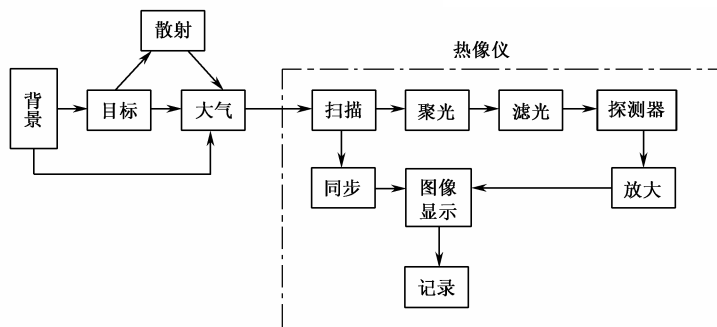 散射
热像仪
背景
目标
大气
扫描
聚光
滤光
探测器
同步
图像
显示
放大
记录